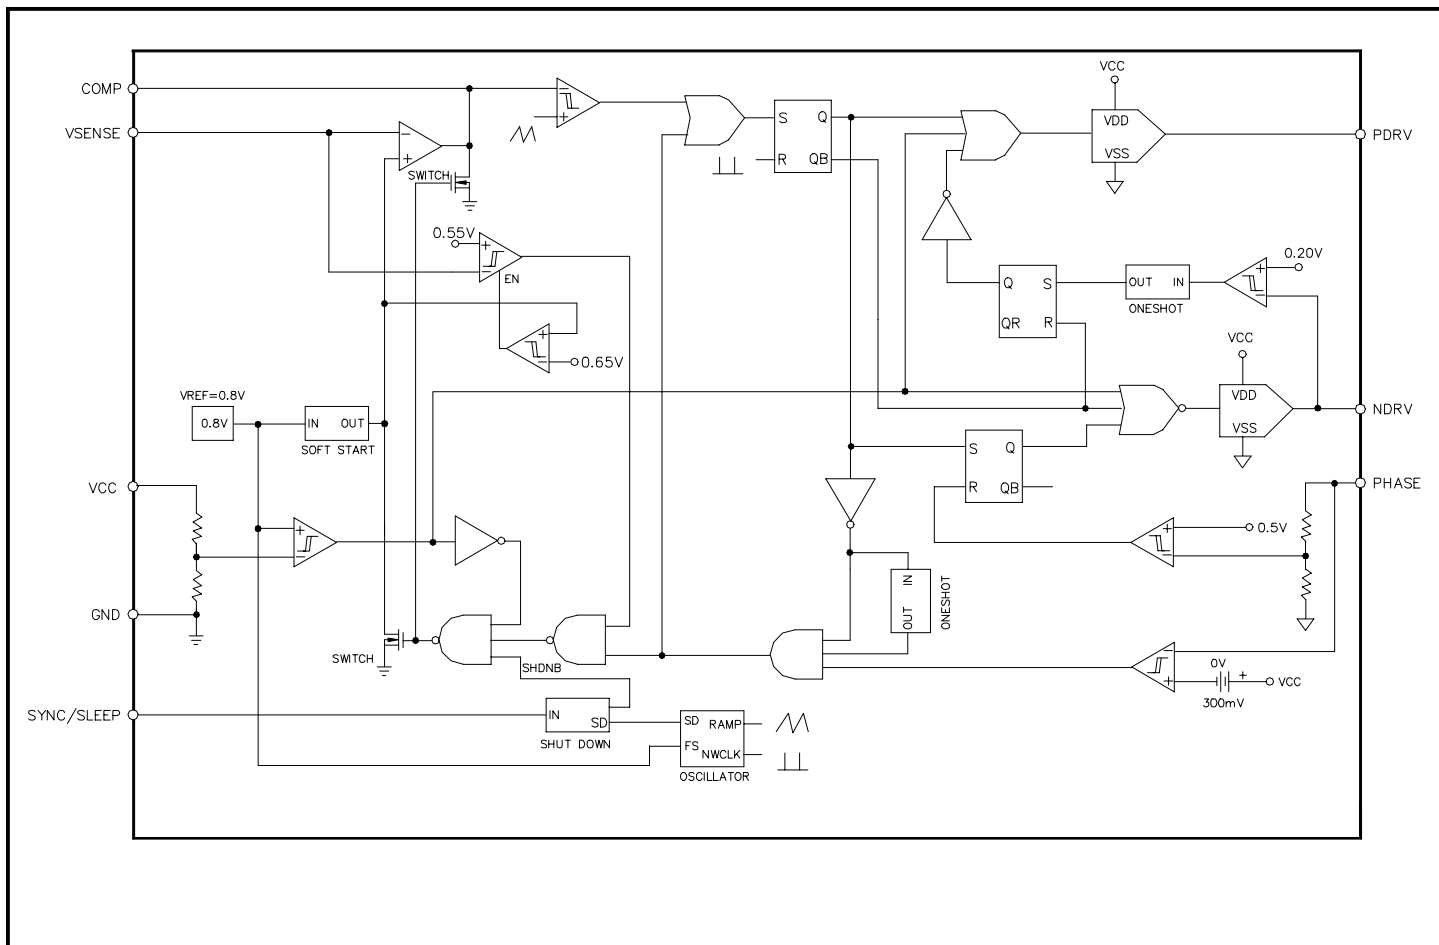 COMP
VSENSE
−
+
− +
SWITCH
S Q
R QB
VCC
VDD
VSS
PDRV
0.55V
+
−
EN
+
−
0.65V
Q S
QR R
OUT IN
ONESHOT
+
−
0.20V
VCC
VDD
VSS
NDRV
VREF=0.8V
0.8V
IN OUT
SOFT START
S Q
R QB
PHASE
+
−
0.5V
VCC
+
−
GND
IN
OUT
ONESHOT
SWITCH
SHDNB
−
+
0V
+
VCC
300mV
SYNC/SLEEP
IN
SD
SHUT DOWN
SD RAMP
FS
NWCLK
OSCILLATOR